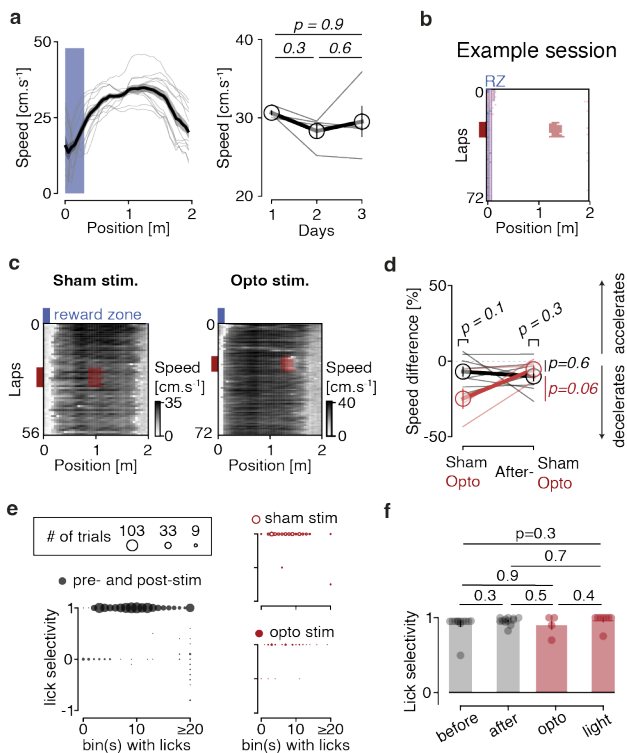 a
50
25
0
Speed [cm.s⁻¹]
0
1
2
Position [m]
p = 0.9
0.3
0.6
40
30
20
Speed [cm.s⁻¹]
1
2
3
Days
b
Example session
RZ
0
Laps
72
0
1
2
Position [m]
c
Sham stim.
Opto stim.
reward zone
0
Laps
56
0
1
2
Position [m]
Speed
[cm.s⁻¹]
35
0
0
72
0
1
2
Position [m]
Speed
[cm.s⁻¹]
40
0
d
50
0
-50
Speed difference [%]
p = 0.1
p = 0.3
p=0.6
p=0.06
decelerates
accelerates
Sham
Opto
After-
Sham
Opto
e
# of trials
103
33
9
pre- and post-stim
1
0
-1
lick selectivity
0
10
≥20
bin(s) with licks
sham stim
opto stim
0
10
≥20
bin(s) with licks
f
p=0.3
0.7
0.9
0.3
0.5
0.4
Lick selectivity
1
0
before
after
opto
light